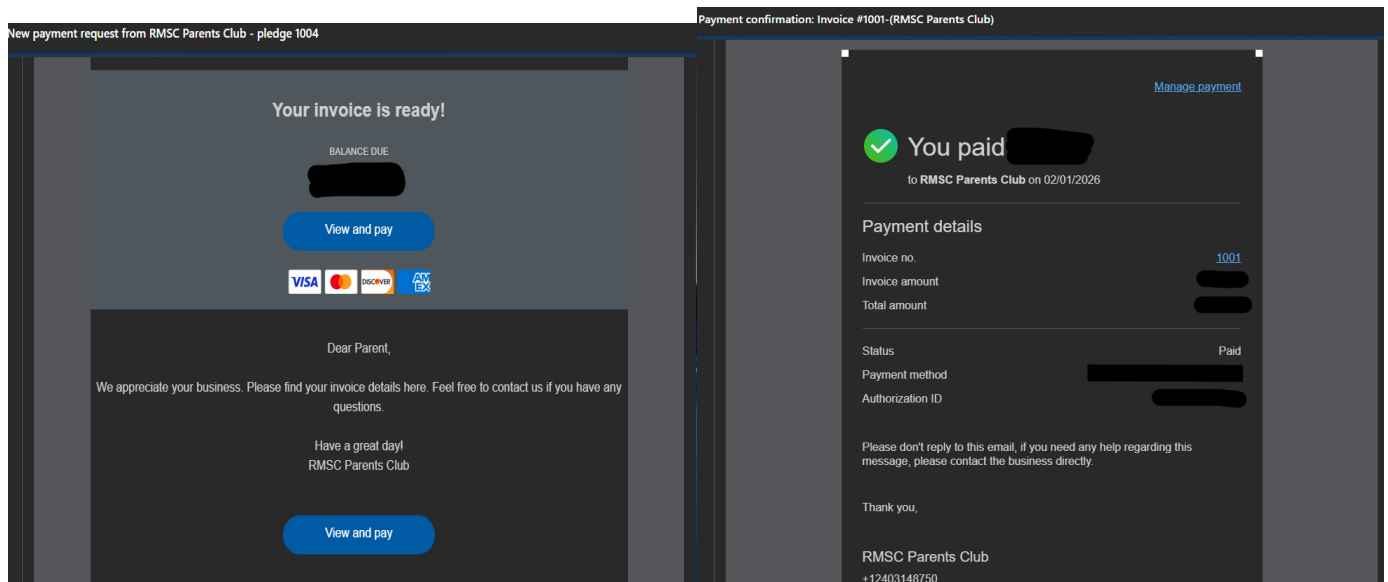 New payment request from RMSC Parents Club - pledge 1004
Your invoice is ready!
BALANCE DUE
View and pay
VISA
DISCOVER
AM
EX
Dear Parent,
We appreciate your business. Please find your invoice details here. Feel free to contact us if you have any
questions.
Have a great day!
RMSC Parents Club
View and pay
Payment confirmation: Invoice #1001-(RMSC Parents Club)
Manage payment
You paid
to RMSC Parents Club on 02/01/2026
Payment details
Invoice no. 1001
Invoice amount
Total amount
Status Paid
Payment method
Authorization ID
Please don't reply to this email, if you need any help regarding this
message, please contact the business directly.
Thank you,
RMSC Parents Club
+12403148750